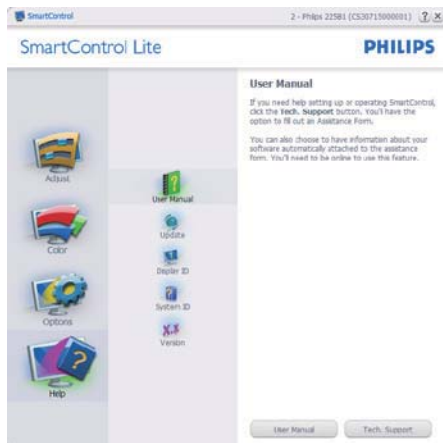 SmartControl
2 - Philips 225B1 (CS30715000001)
SmartControl Lite
PHILIPS
Adjust
Color
Options
Help
User Manual
Update
Display ID
System ID
Version
User Manual
If you need help setting up or operating SmartControl,
click the Tech. Support button. You'll have the
option to fill out an Assistance Form.
You can also choose to have information about your
software automatically attached to the assistance
form. You'll need to be online to use this feature.
User Manual
Tech. Support